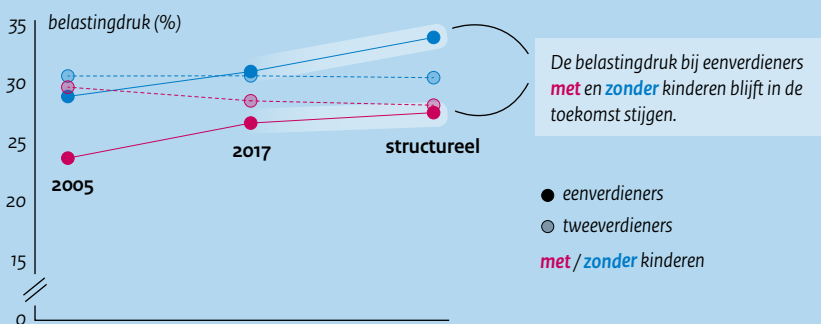 belastingdruk (%)
35
30
25
20
15
0
2005
2017
structureel
De belastingdruk bij eenverdieners
met en zonder kinderen blijft in de
toekomst stijgen.
eenverdieners
tweeverdieners
met / zonder kinderen